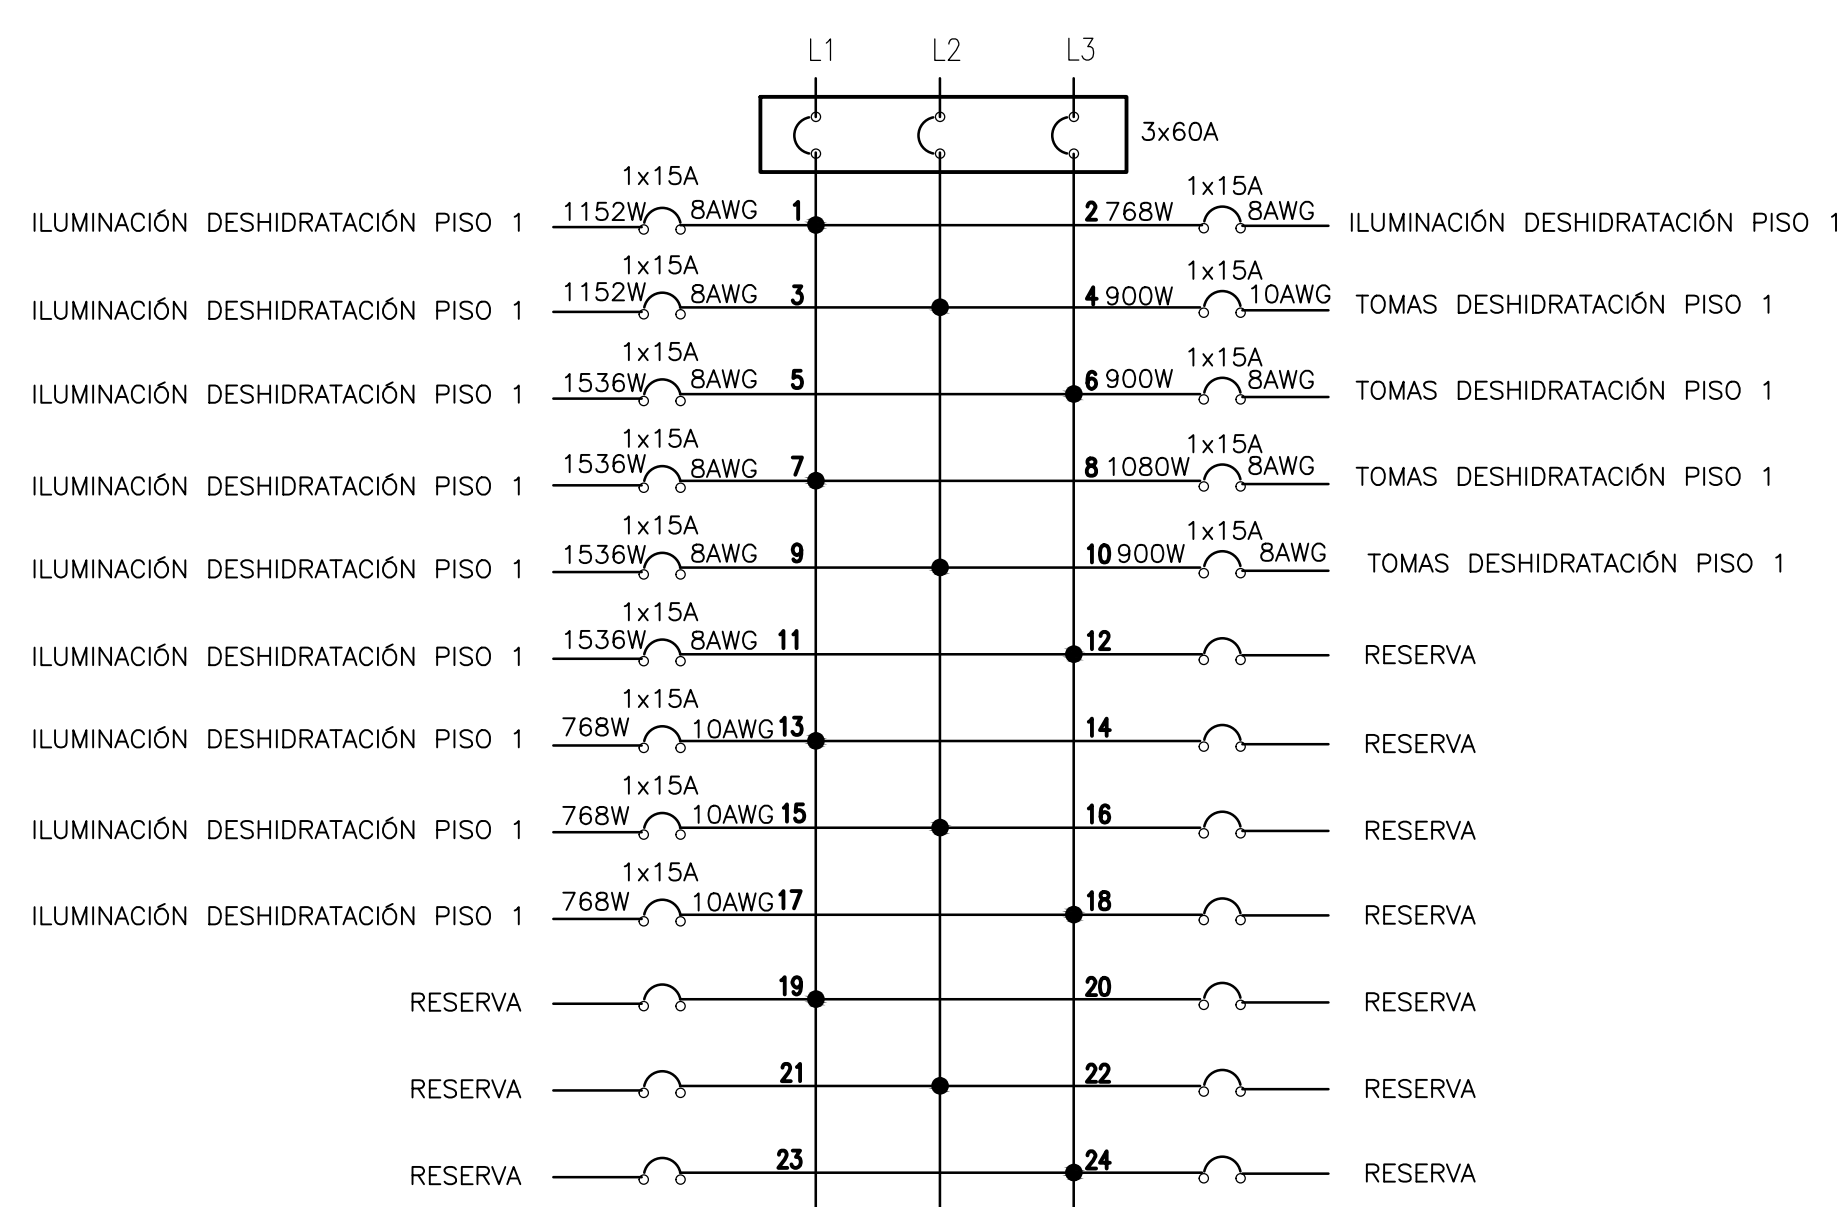 L1 L2 L3
3x60A
1x15A 1x15A
ILUMINACIÓN DESHIDRATACIÓN PISO 1 1152W 8AWG 1 2 768W 8AWG ILUMINACIÓN DESHIDRATACIÓN PISO 1
1x15A 1x15A
ILUMINACIÓN DESHIDRATACIÓN PISO 1 1152W 8AWG 3 4 900W 10AWG TOMAS DESHIDRATACIÓN PISO 1
1x15A 1x15A
ILUMINACIÓN DESHIDRATACIÓN PISO 1 1536W 8AWG 5 6 900W 8AWG TOMAS DESHIDRATACIÓN PISO 1
1x15A 1x15A
ILUMINACIÓN DESHIDRATACIÓN PISO 1 1536W 8AWG 7 8 1080W 8AWG TOMAS DESHIDRATACIÓN PISO 1
1x15A 1x15A
ILUMINACIÓN DESHIDRATACIÓN PISO 1 1536W 8AWG 9 10 900W 8AWG TOMAS DESHIDRATACIÓN PISO 1
1x15A
ILUMINACIÓN DESHIDRATACIÓN PISO 1 1536W 8AWG 11 12 RESERVA
1x15A
ILUMINACIÓN DESHIDRATACIÓN PISO 1 768W 10AWG 13 14 RESERVA
1x15A
ILUMINACIÓN DESHIDRATACIÓN PISO 1 768W 10AWG 15 16 RESERVA
1x15A
ILUMINACIÓN DESHIDRATACIÓN PISO 1 768W 10AWG 17 18 RESERVA
RESERVA 19 20 RESERVA
RESERVA 21 22 RESERVA
RESERVA 23 24 RESERVA